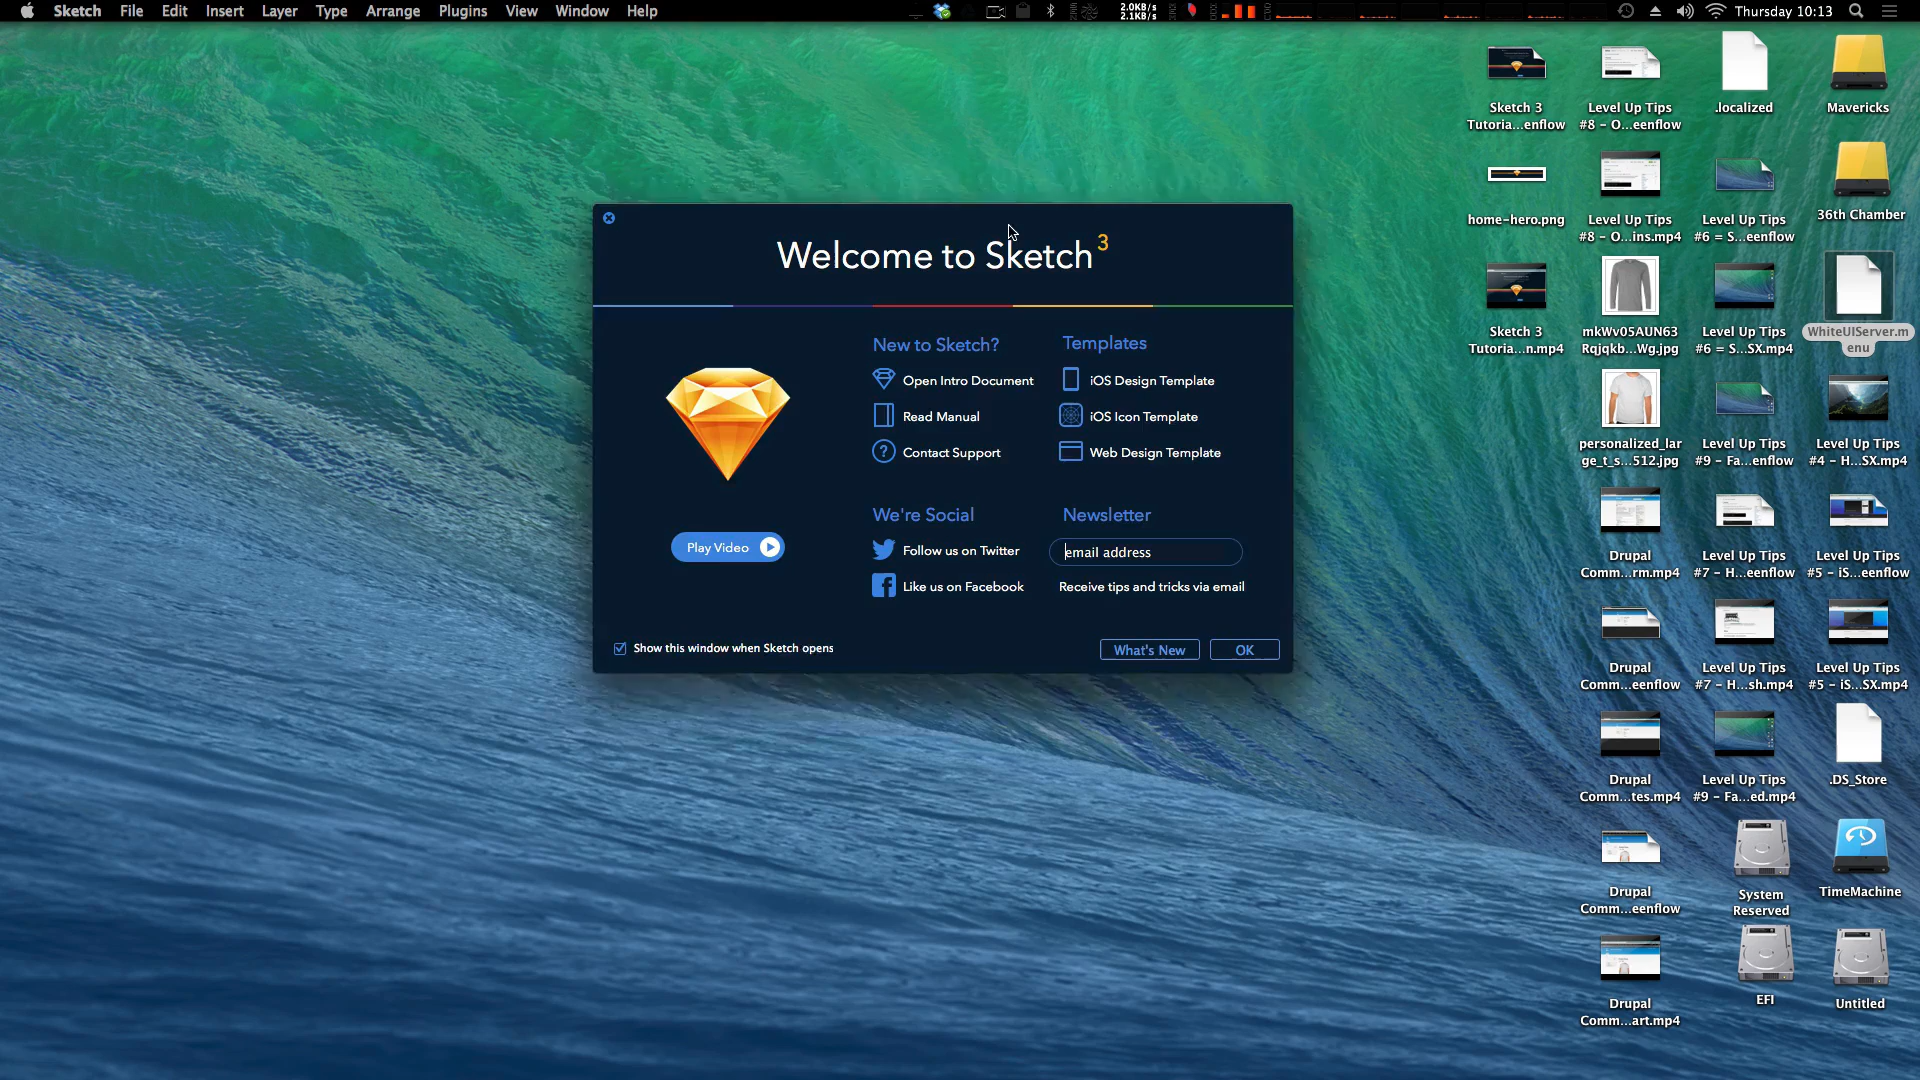 Sketch File Edit Insert Layer Type Arrange Plugins View Window Help
2.0KB/s
2.1KB/s
Thursday 10:13
Sketch 3
Tutoria...enflow
Level Up Tips
#8 – O...eenflow
.localized
Mavericks
home-hero.png
Level Up Tips
#8 – O...ins.mp4
Level Up Tips
#6 = S...eenflow
36th Chamber
Sketch 3
Tutoria...n.mp4
mkWv05AUN63
Rqjqkb...Wg.jpg
Level Up Tips
#6 = S...SX.mp4
WhiteUIServer.m
enu
personalized_lar
ge_t_s...512.jpg
Level Up Tips
#9 – Fa...enflow
Level Up Tips
#4 – H...SX.mp4
Drupal
Comm...rm.mp4
Level Up Tips
#7 – H...eenflow
Level Up Tips
#5 – iS...eenflow
Drupal
Comm...eenflow
Level Up Tips
#7 – H...sh.mp4
Level Up Tips
#5 – iS...SX.mp4
Drupal
Comm...tes.mp4
Level Up Tips
#9 – Fa...ed.mp4
.DS_Store
Drupal
Comm...eenflow
System
Reserved
TimeMachine
Drupal
Comm...art.mp4
EFI
Untitled
Welcome to Sketch 3
New to Sketch?
Open Intro Document
Read Manual
Contact Support
Templates
iOS Design Template
iOS Icon Template
Web Design Template
Play Video
We're Social
Follow us on Twitter
Like us on Facebook
Newsletter
email address
Receive tips and tricks via email
Show this window when Sketch opens
What's New
OK